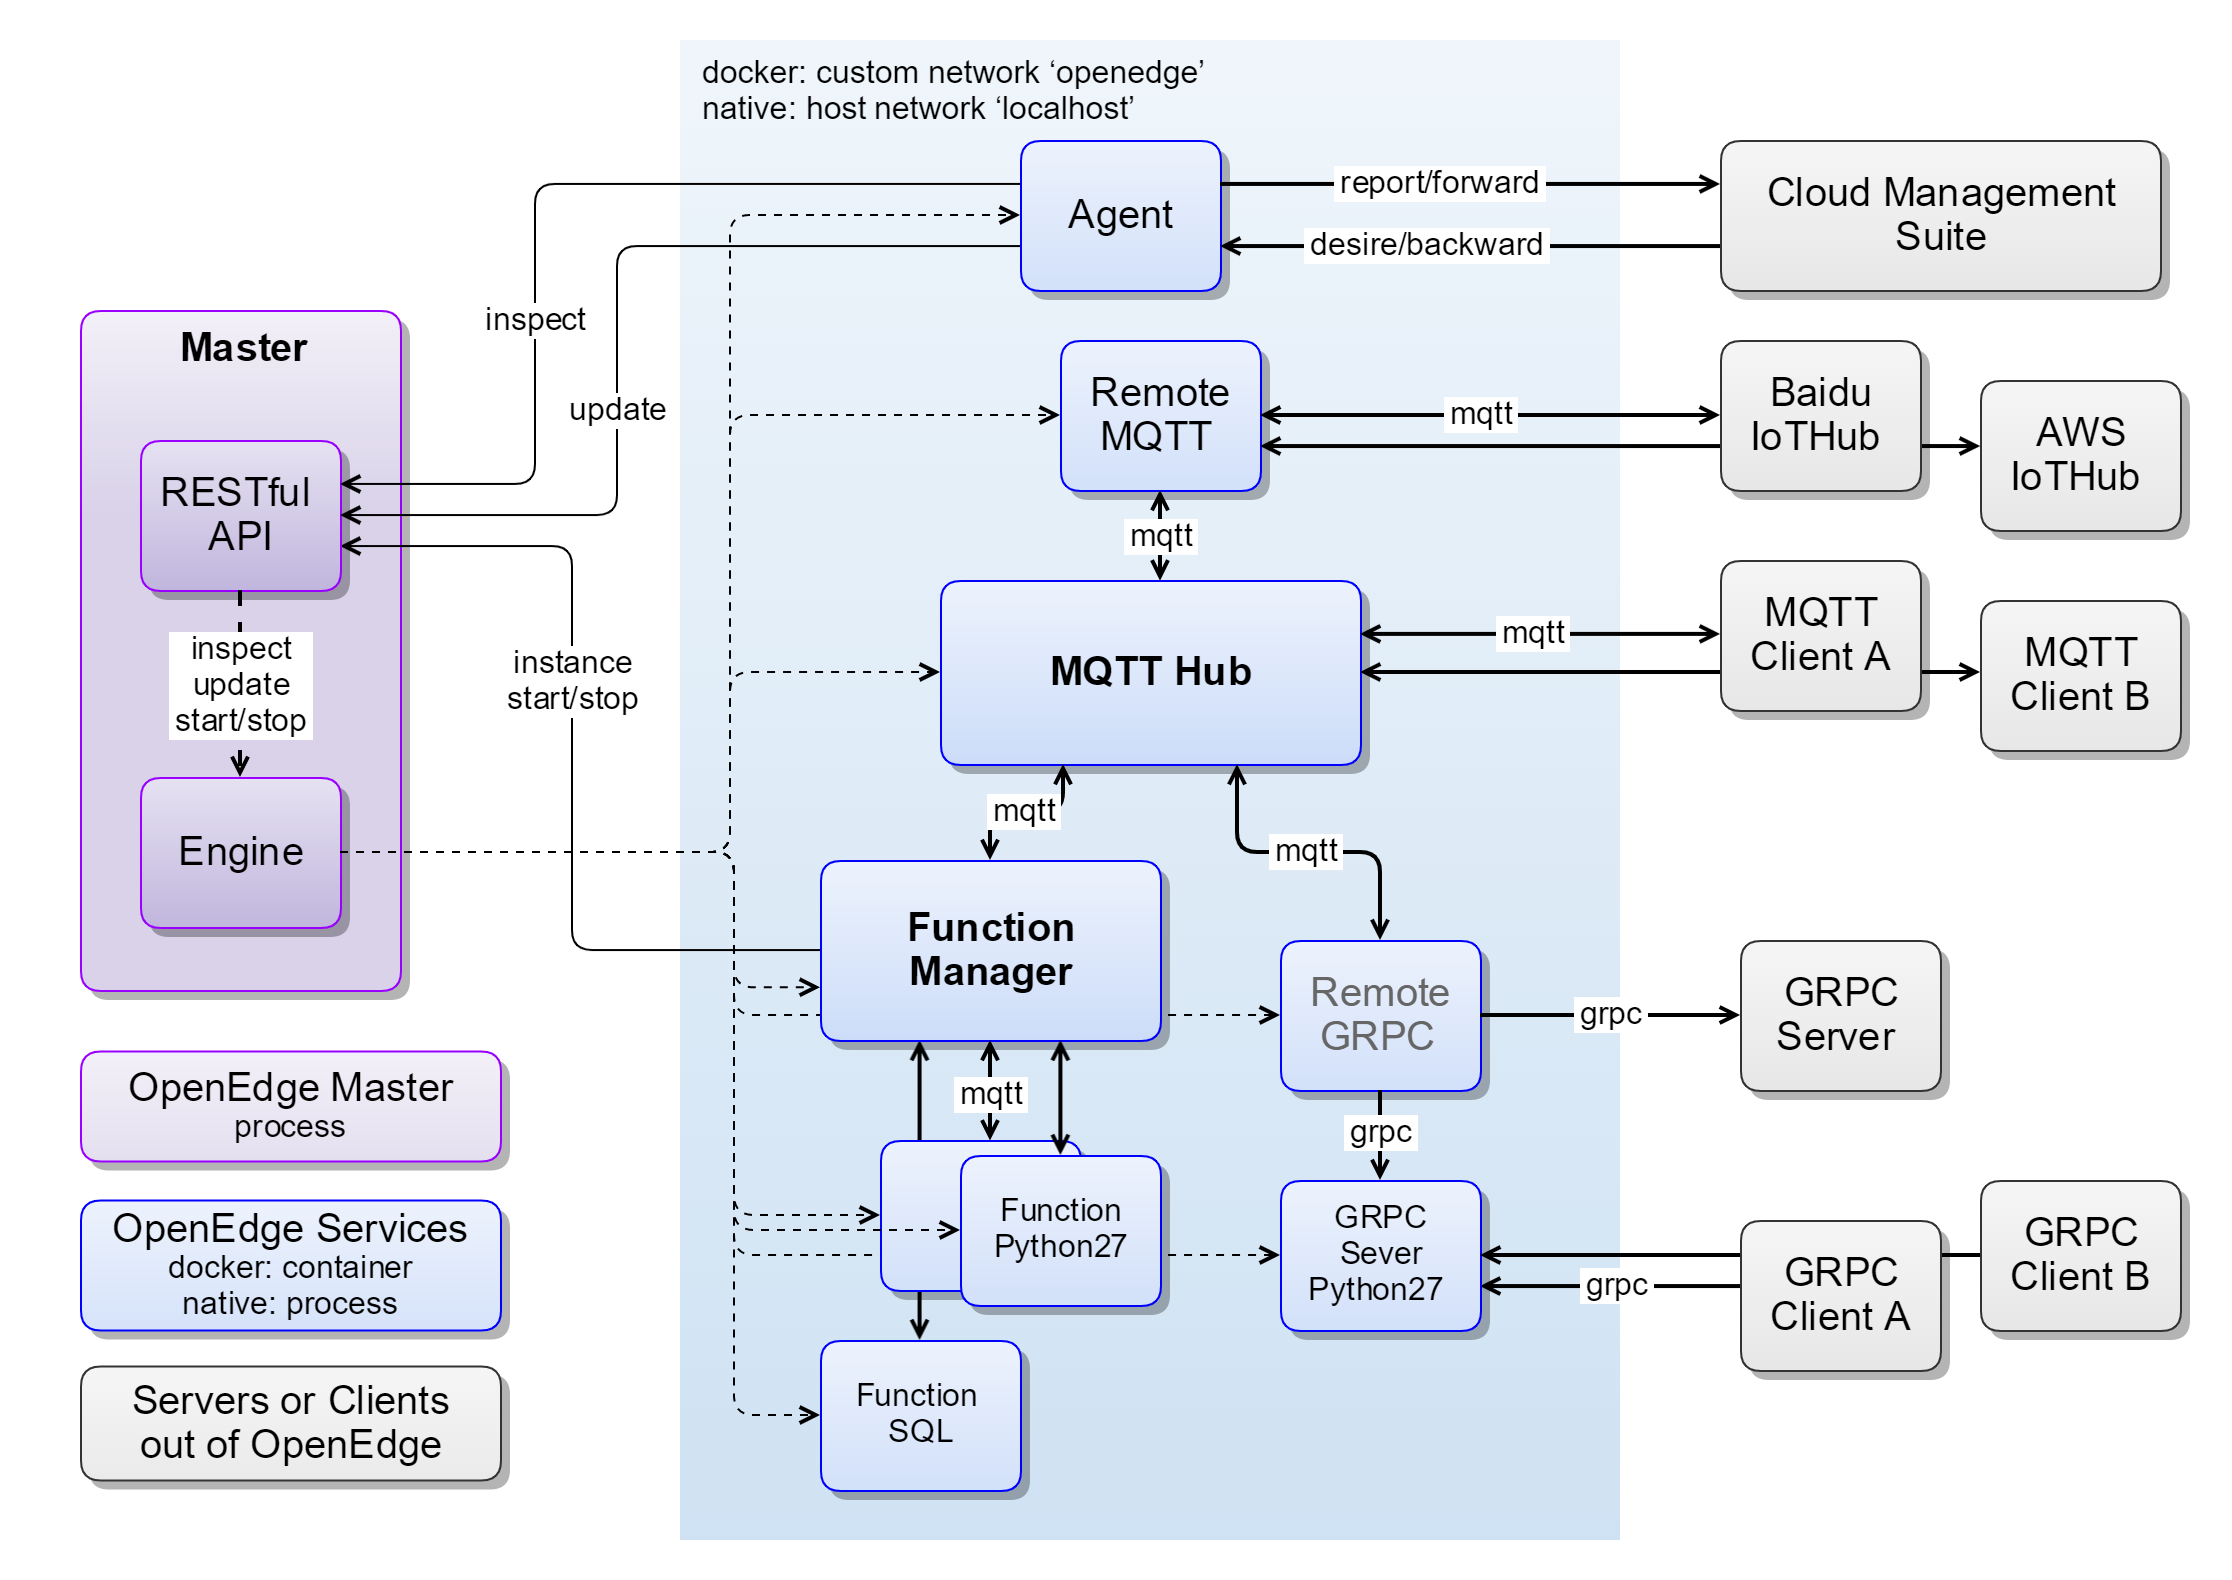 docker: custom network ‘openedge’
native: host network ‘localhost’
Agent
report/forward
desire/backward
Cloud Management
Suite
inspect
update
Master
RESTful
API
inspect
update
start/stop
Engine
instance
start/stop
Remote
MQTT
mqtt
Baidu
IoTHub
AWS
IoTHub
mqtt
MQTT Hub
mqtt
MQTT
Client A
MQTT
Client B
mqtt
mqtt
Function
Manager
Remote
GRPC
grpc
GRPC
Server
mqtt
grpc
Function
Python27
GRPC
Sever
Python27
grpc
GRPC
Client A
GRPC
Client B
Function
SQL
OpenEdge Master
process
OpenEdge Services
docker: container
native: process
Servers or Clients
out of OpenEdge